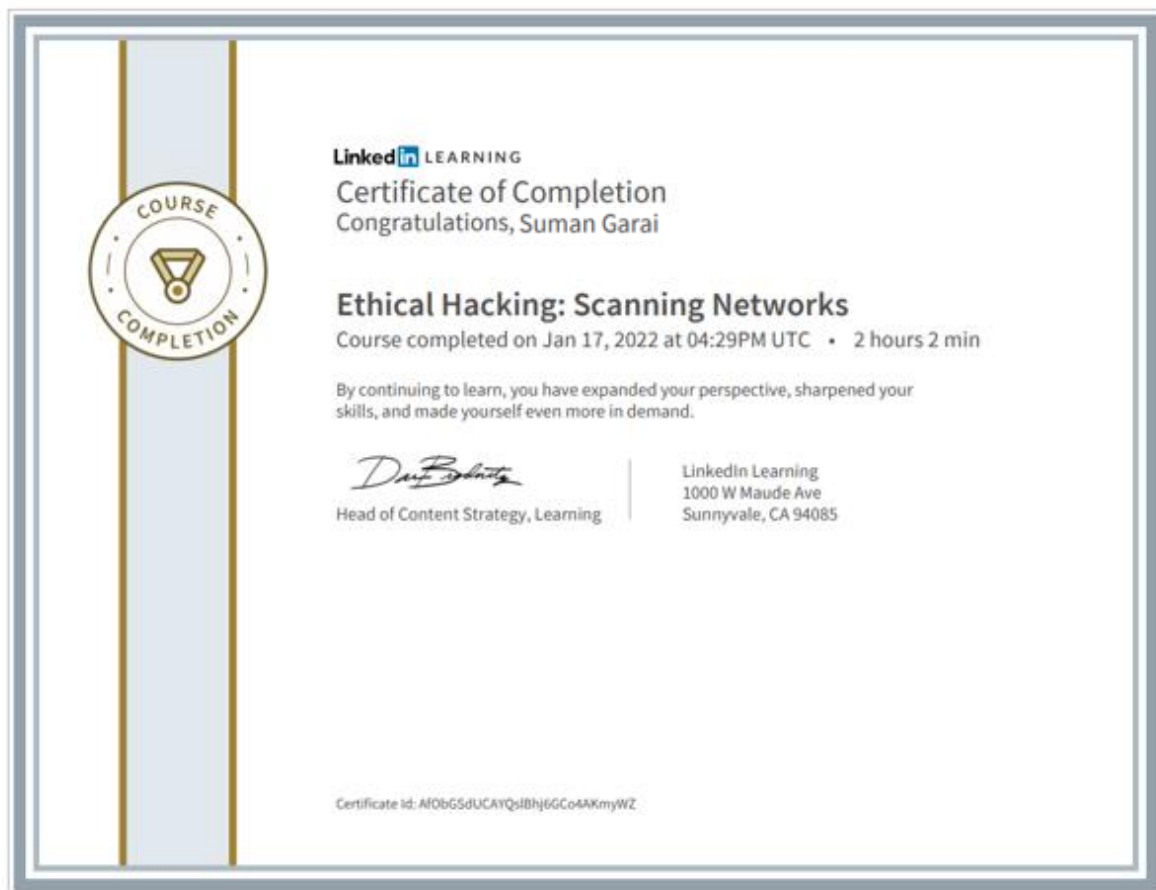 COURSE
COMPLETION
Linked in LEARNING
Certificate of Completion
Congratulations, Suman Garai
Ethical Hacking: Scanning Networks
Course completed on Jan 17, 2022 at 04:29PM UTC • 2 hours 2 min
By continuing to learn, you have expanded your perspective, sharpened your
skills, and made yourself even more in demand.
Head of Content Strategy, Learning
LinkedIn Learning
1000 W Maude Ave
Sunnyvale, CA 94085
Certificate Id: